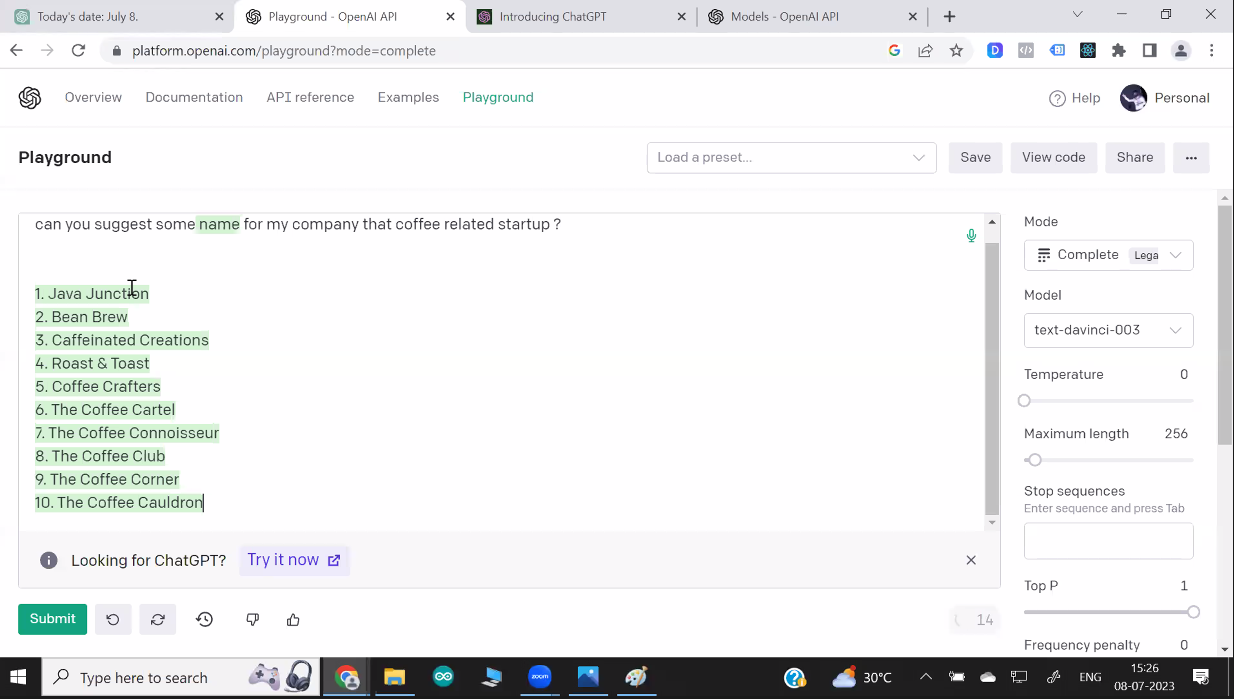 Today's date: July 8.
Playground - OpenAI API
Introducing ChatGPT
Models - OpenAI API
platform.openai.com/playground?mode=complete
Overview
Documentation
API reference
Examples
Playground
Help
Personal
Playground
Load a preset...
Save
View code
Share
can you suggest some name for my company that coffee related startup ?
1. Java Junction
2. Bean Brew
3. Caffeinated Creations
4. Roast & Toast
5. Coffee Crafters
6. The Coffee Cartel
7. The Coffee Connoisseur
8. The Coffee Club
9. The Coffee Corner
10. The Coffee Cauldron
Looking for ChatGPT? Try it now
Submit
14
Mode
Complete Lega
Model
text-davinci-003
Temperature 0
Maximum length 256
Stop sequences
Enter sequence and press Tab
Top P 1
Frequency penalty 0
Type here to search
zoom
30°C
ENG
15:26
08-07-2023